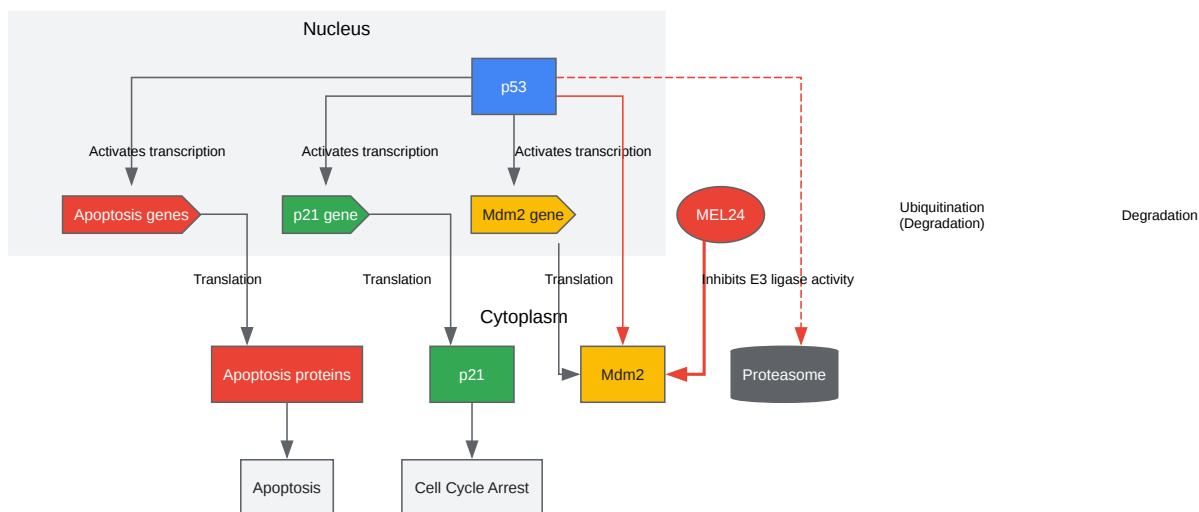 Nucleus
p53
Activates transcription
Activates transcription
Activates transcription
Apoptosis genes
p21 gene
Mdm2 gene
MEL24
Ubiquitination
(Degradation)
Degradation
Translation
Translation
Translation
Inhibits E3 ligase activity
Cytoplasm
Apoptosis proteins
p21
Mdm2
Proteasome
Apoptosis
Cell Cycle Arrest